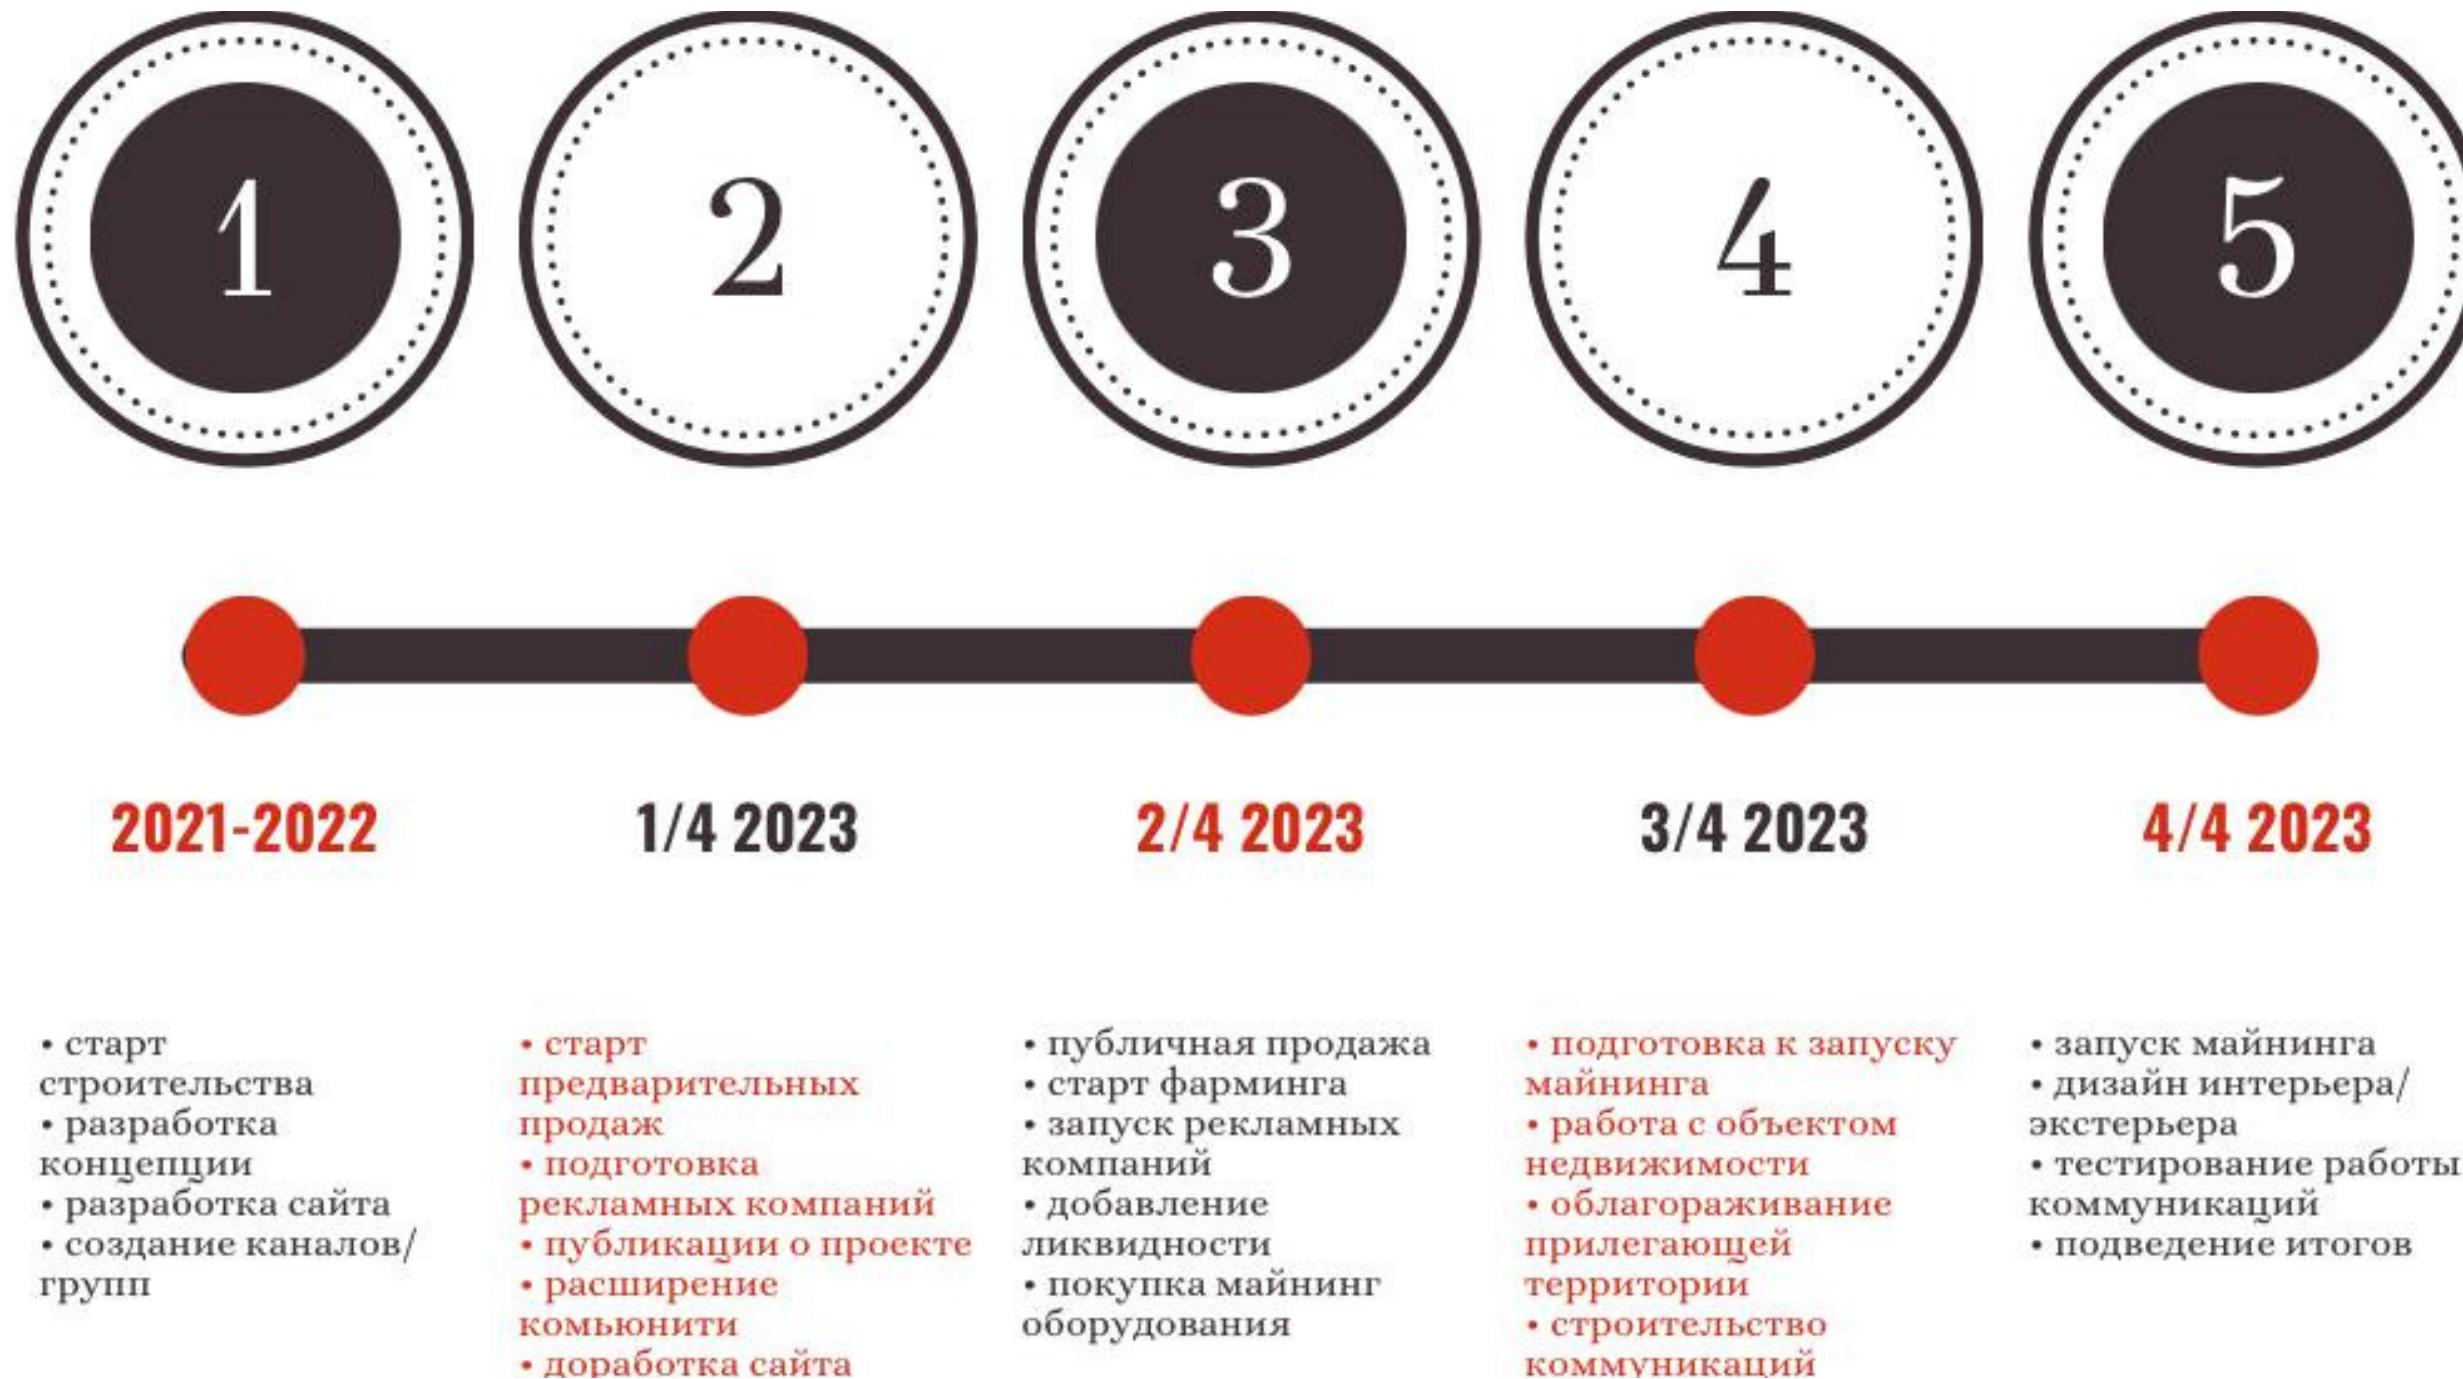 1
2
3
4
5
2021-2022
1/4 2023
2/4 2023
3/4 2023
4/4 2023
• старт
строительства
• разработка
концепции
• разработка сайта
• создание каналов/
групп
• старт
предварительных
продаж
• подготовка
рекламных компаний
• публикации о проекте
• расширение
комьюнити
• доработка сайта
• публичная продажа
• старт фарминга
• запуск рекламных
компаний
• добавление
ликвидности
• покупка майнинг
оборудования
• подготовка к запуску
майнинга
• работа с объектом
недвижимости
• облагораживание
прилегающей
территории
• строительство
коммуникаций
• запуск майнинга
• дизайн интерьера/
экстерьера
• тестирование работы
коммуникаций
• подведение итогов